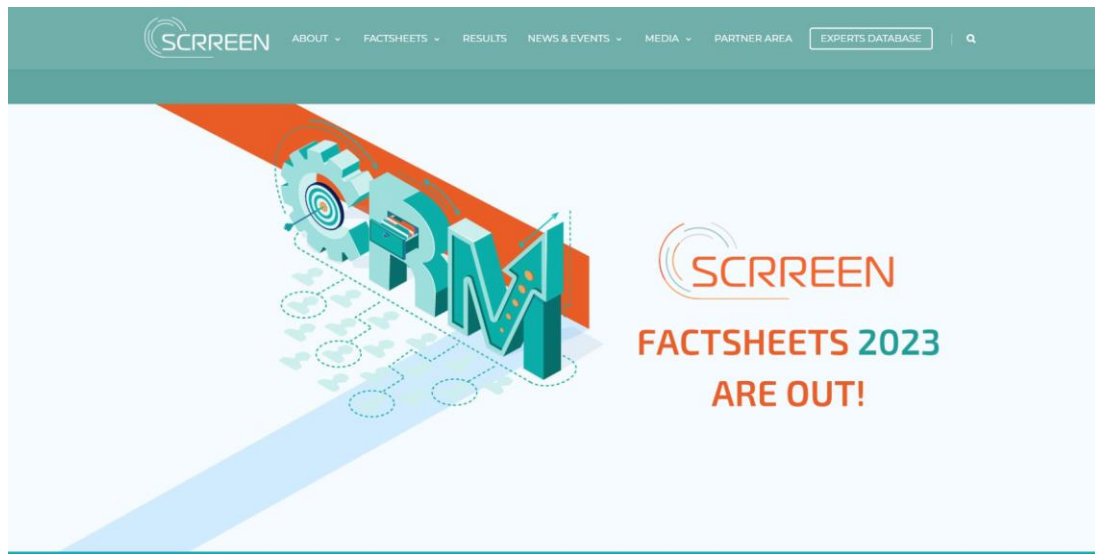 SCRREEN
ABOUT
FACTSHEETS
RESULTS
NEWS & EVENTS
MEDIA
PARTNER AREA
EXPERTS DATABASE
CRM
SCRREEN
FACTSHEETS 2023
ARE OUT!